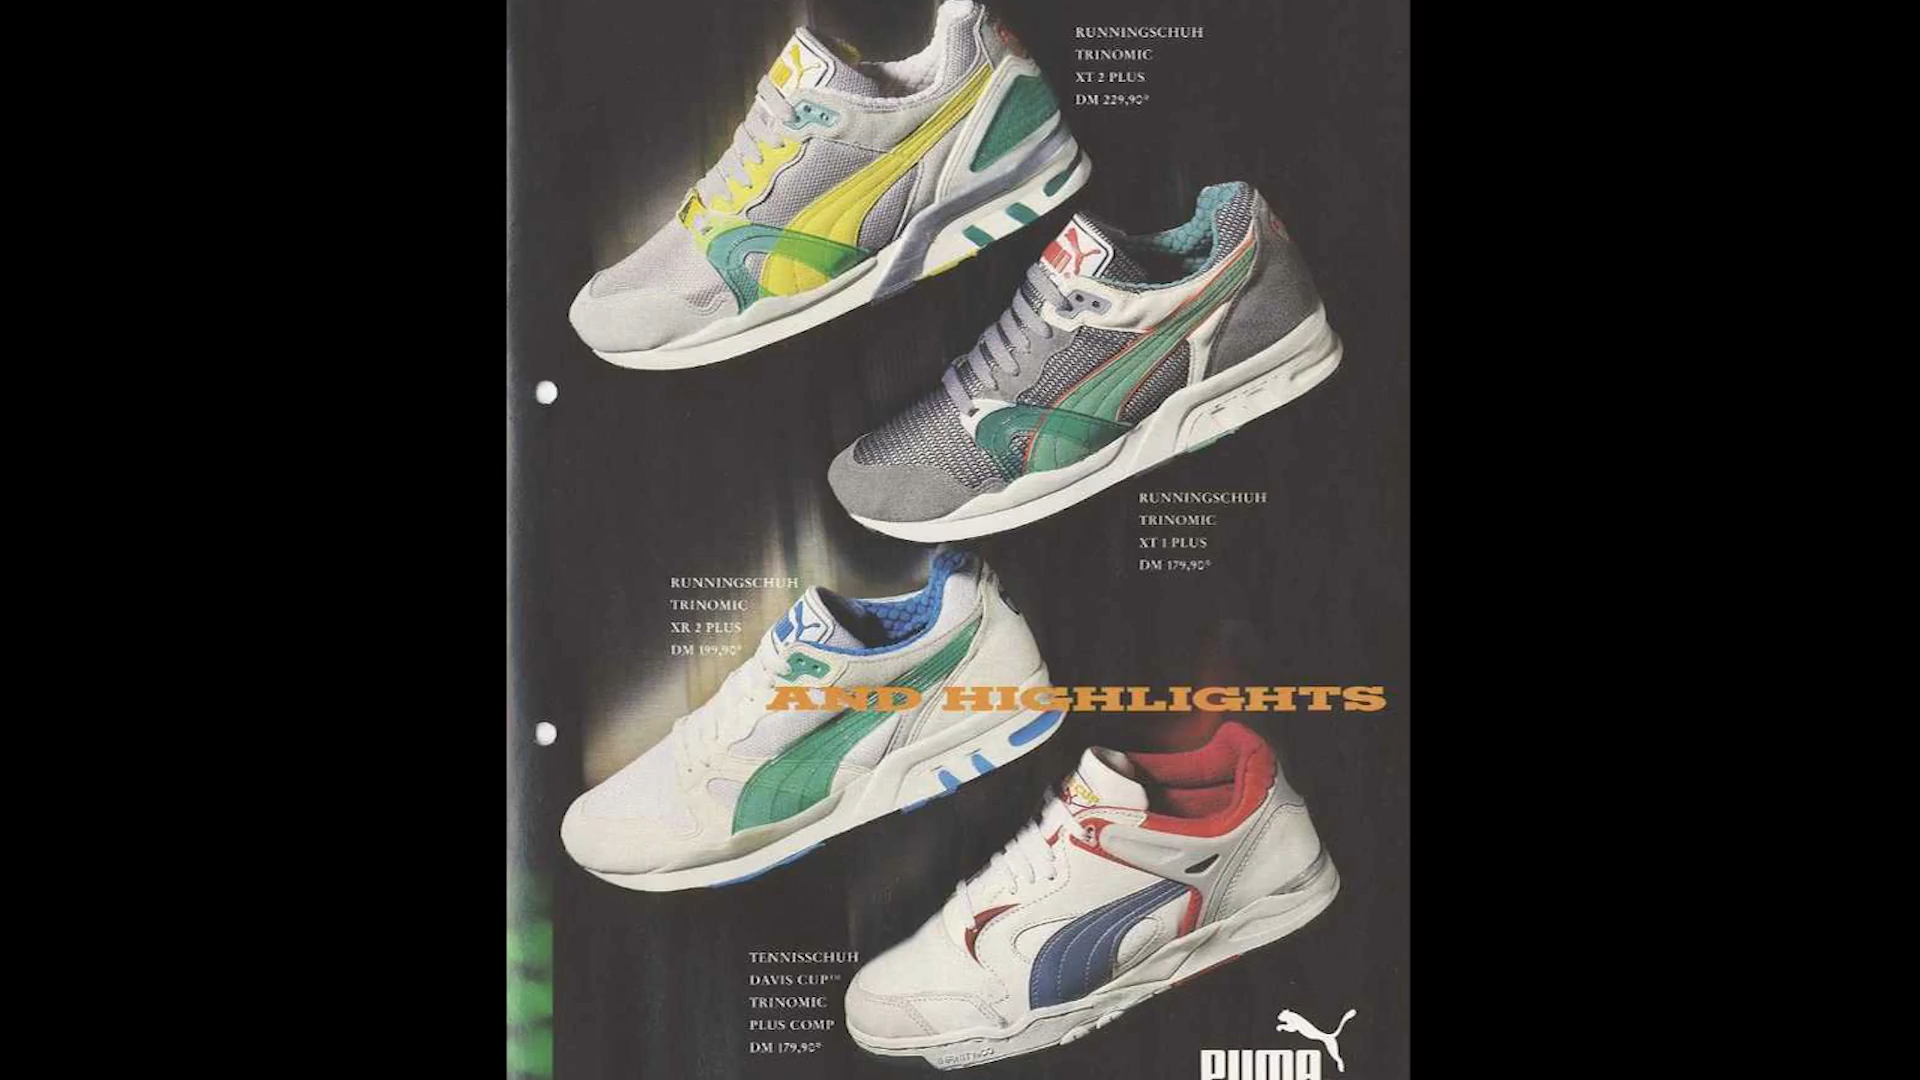 RUNNINGSCHUH
TRINOMIC
XT 2 PLUS
DM 229,90*
RUNNINGSCHUH
TRINOMIC
XT 1 PLUS
DM 179,90*
RUNNINGSCHUH
TRINOMIC
XR 2 PLUS
DM 199,90*
AND HIGHLIGHTS
TENNISSCHUH
DAVIS CUP™
TRINOMIC
PLUS COMP
DM 179,90*
PUMA